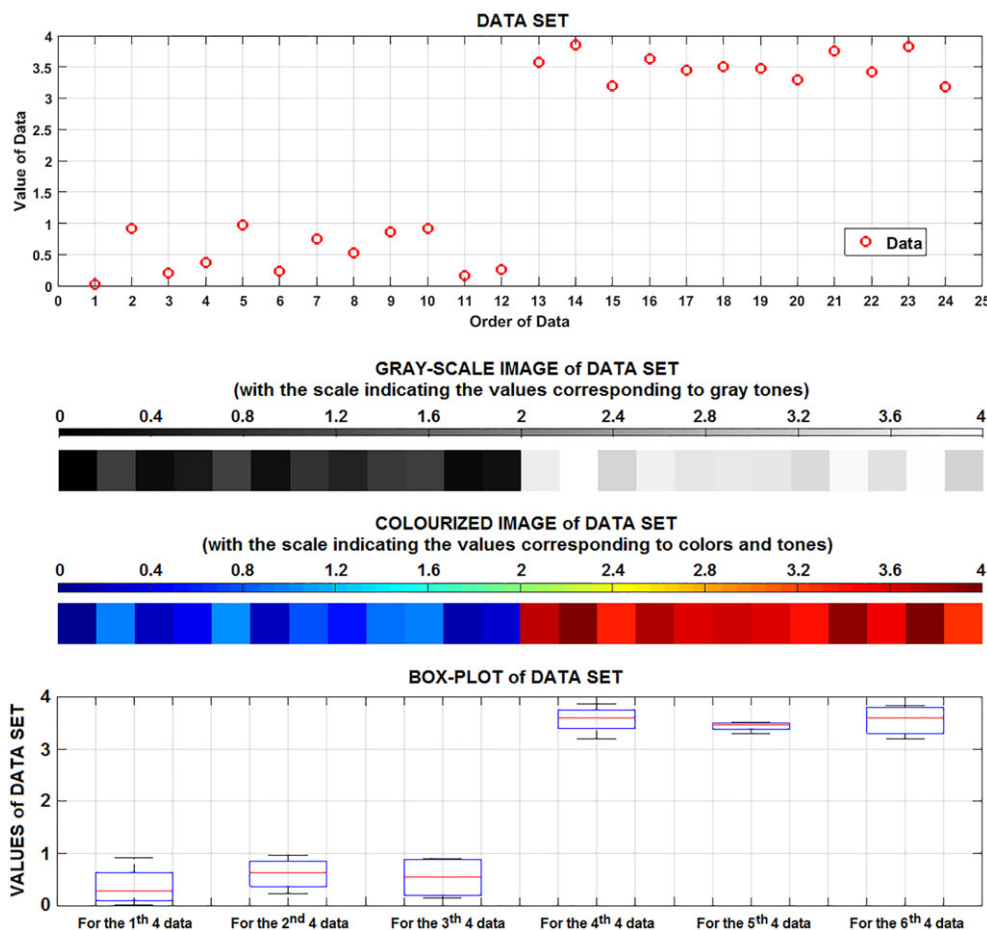 DATA SET
4
3.5
3
2.5
2
1.5
1
0.5
0
Value of Data
Data
0 1 2 3 4 5 6 7 8 9 10 11 12 13 14 15 16 17 18 19 20 21 22 23 24 25
Order of Data
GRAY-SCALE IMAGE of DATA SET
(with the scale indicating the values corresponding to gray tones)
0 0.4 0.8 1.2 1.6 2 2.4 2.8 3.2 3.6 4
COLOURIZED IMAGE of DATA SET
(with the scale indicating the values corresponding to colors and tones)
0 0.4 0.8 1.2 1.6 2 2.4 2.8 3.2 3.6 4
BOX-PLOT of DATA SET
4
3
2
1
0
VALUES of DATA SET
For the 1th 4 data For the 2nd 4 data For the 3th 4 data For the 4th 4 data For the 5th 4 data For the 6th 4 data